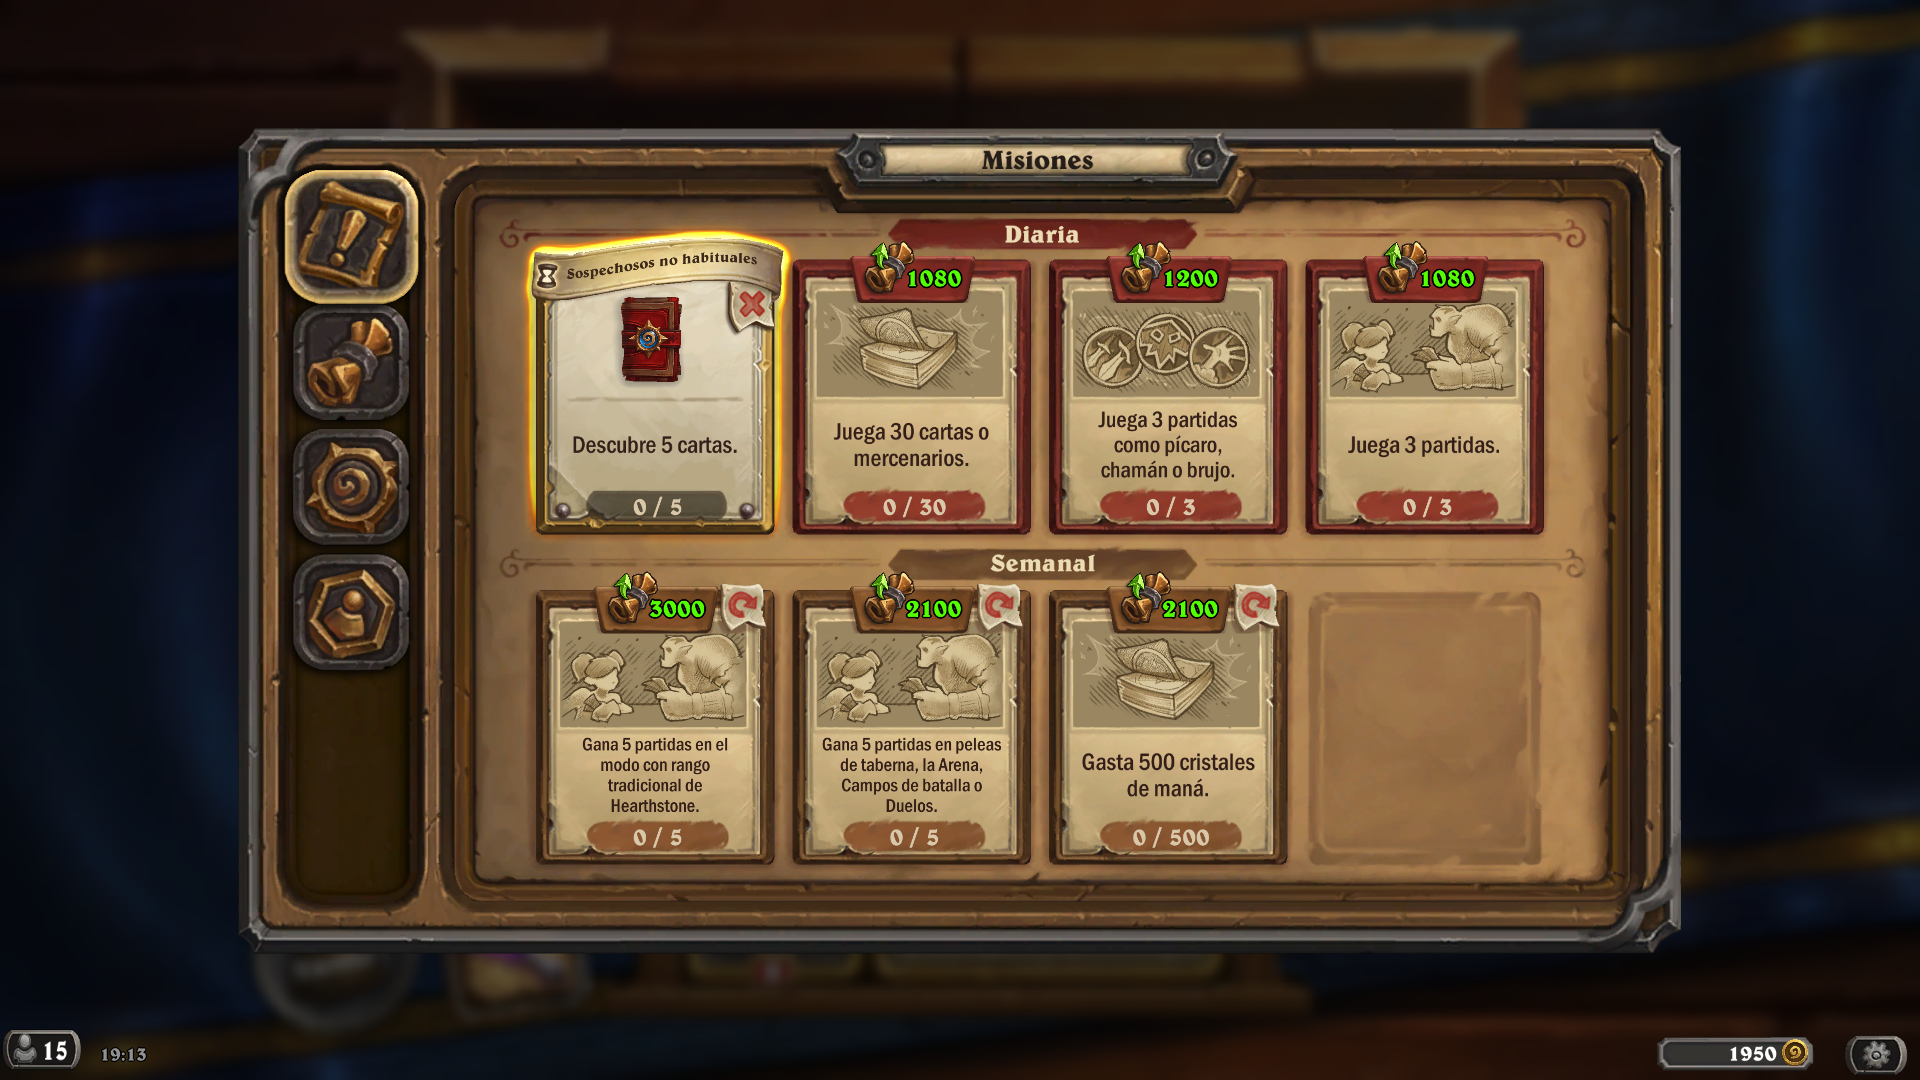 Misiones
Diaria
Sospechosos no habituales
Descubre 5 cartas.
0 / 5
1080
Juega 30 cartas o
mercenarios.
0 / 30
1200
Juega 3 partidas
como pícaro,
chamán o brujo.
0 / 3
1080
Juega 3 partidas.
0 / 3
Semanal
3000
Gana 5 partidas en el
modo con rango
tradicional de
Hearthstone.
0 / 5
2100
Gana 5 partidas en peleas
de taberna, la Arena,
Campos de batalla o
Duelos.
0 / 5
2100
Gasta 500 cristales
de maná.
0 / 500
15
19:13
1950